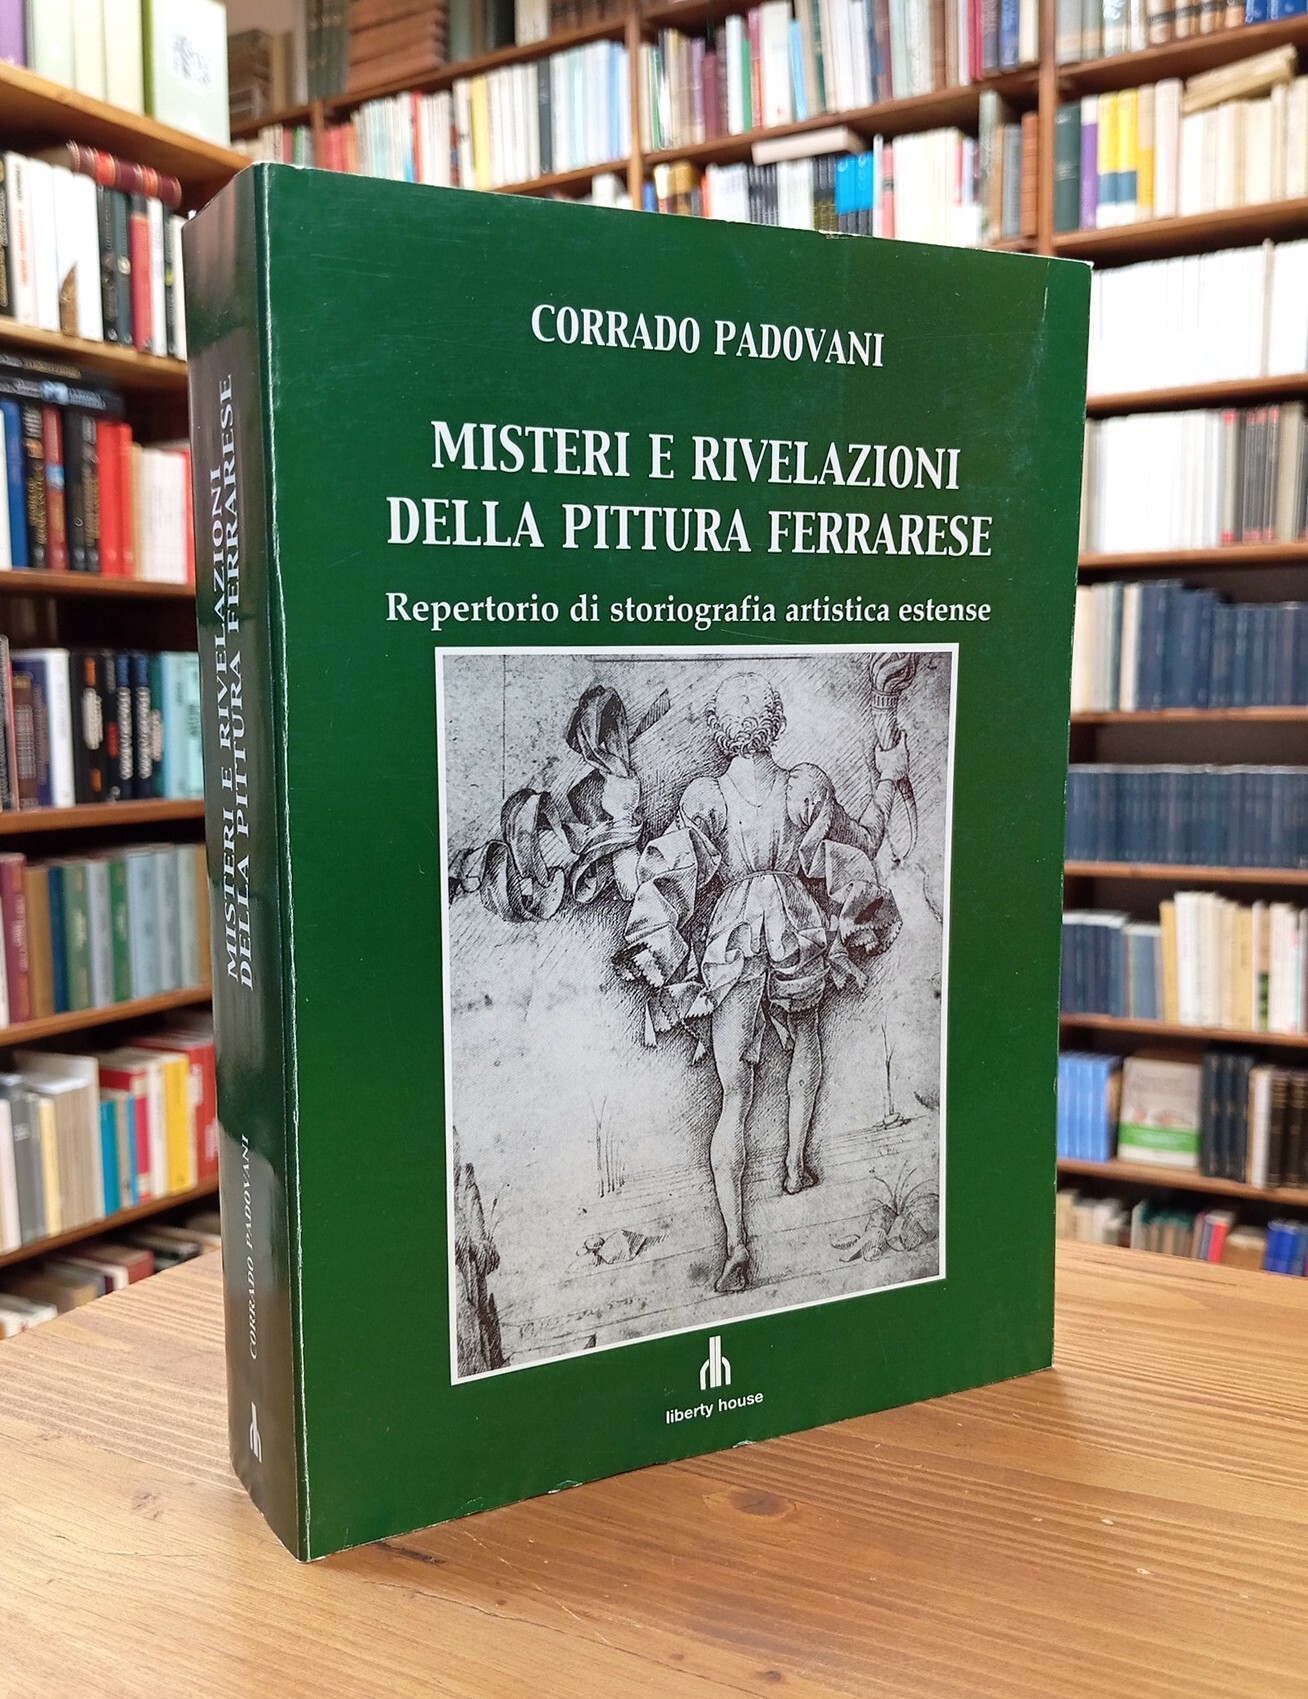 CORRADO PADOVANI
MISTERI E RIVELAZIONI
DELLA PITTURA FERRARESE
Repertorio di storiografia artistica estense
liberty house
MISTERI E RIVELAZIONI
DELLA PITTURA FERRARESE
CORRADO PADOVANI